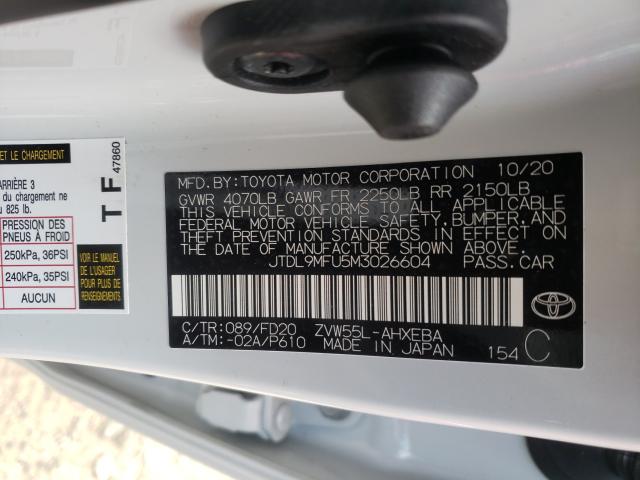 ET LE CHARGEMENT
ARRIÈRE 3
du chargement ne
825 lb.
PRESSION DES
PNEUS À FROID
250kPa, 36PSI
240kPa, 35PSI
AUCUN
VOIR LE MANUEL
DE L'USAGER
POUR PLUS DE
RENSEIGNEMENTS
T F
47860
MFD.BY:TOYOTA MOTOR CORPORATION 10/20
GVWR 4070LB GAWR FR 2250LB RR 2150LB
THIS VEHICLE CONFORMS TO ALL APPLICABLE
FEDERAL MOTOR VEHICLE SAFETY,BUMPER,AND
THEFT PREVENTION STANDARDS IN EFFECT ON
THE DATE OF MANUFACTURE SHOWN ABOVE.
JTDL9MFU5M3026604 PASS.CAR
C/TR:089/FD20 ZVW55L-AHXEBA
A/TM:-02A/P610 MADE IN JAPAN 154 C
TOYOTA